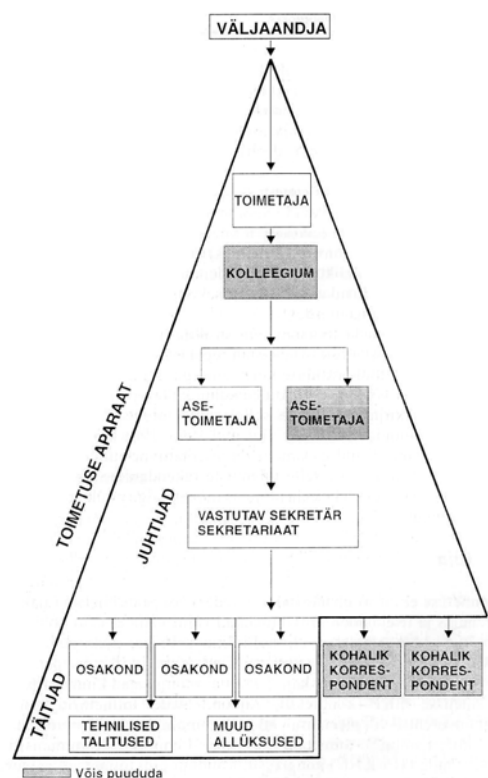 VÄLJAANDJA
TOIMETAJA
KOLLEEGIUM
ASE-
TOIMETAJA
ASE-
TOIMETAJA
TOIMETUSE APARAAT
JUHTIJAD
VASTUTAV SEKRETÄR
SEKRETARIAAT
TÄITJAD
OSAKOND
OSAKOND
OSAKOND
KOHALIK
KORRES-
PONDENT
KOHALIK
KORRES-
PONDENT
TEHNILISED
TALITUSED
MUUD
ALLÜKSUSED
Võis puududa